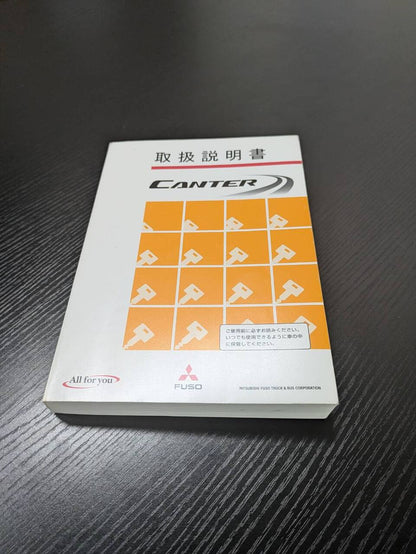 取扱説明書
CANTER
ご使用前に必ずお読みください。
いつでも使用できるように車の中
に保管してください。
All for you
FUSO
MITSUBISHI FUSO TRUCK & BUS CORPORATION